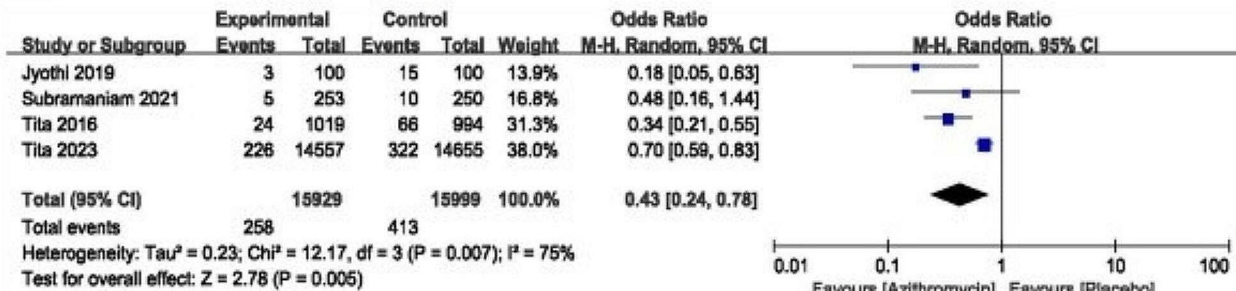 Experimental Control Odds Ratio Odds Ratio
Study or Subgroup Events Total Events Total Weight M-H, Random, 95% CI M-H, Random, 95% CI
Jyothi 2019 3 100 15 100 13.9% 0.18 [0.05, 0.63]
Subramaniam 2021 5 253 10 250 16.8% 0.48 [0.16, 1.44]
Tita 2016 24 1019 66 994 31.3% 0.34 [0.21, 0.55]
Tita 2023 226 14557 322 14655 38.0% 0.70 [0.59, 0.83]
Total (95% CI) 15929 15999 100.0% 0.43 [0.24, 0.78]
Total events 258 413
Heterogeneity: Tau² = 0.23; Chi² = 12.17, df = 3 (P = 0.007); I² = 75%
Test for overall effect: Z = 2.78 (P = 0.005)
0.01 0.1 1 10 100
Favours [Azithromycin] Favours [Placebo]